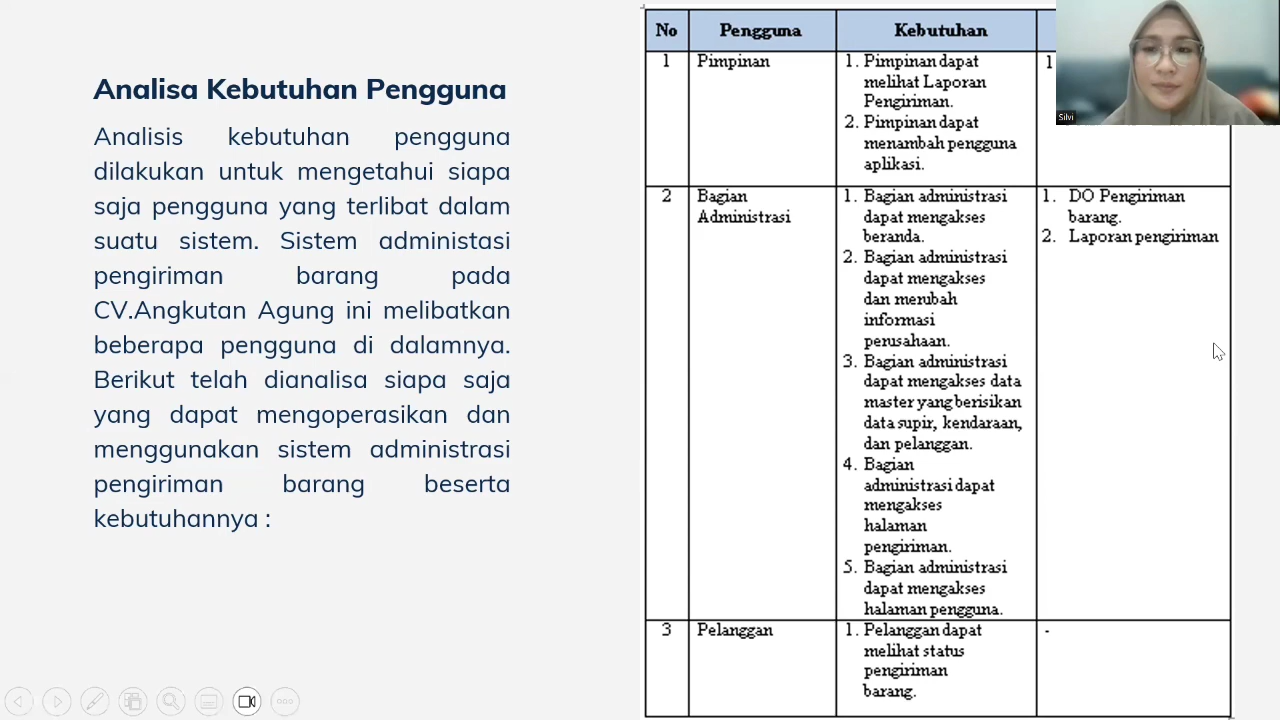 Analisa Kebutuhan Pengguna
Analisis kebutuhan pengguna
dilakukan untuk mengetahui siapa
saja pengguna yang terlibat dalam
suatu sistem. Sistem administasi
pengiriman barang pada
CV.Angkutan Agung ini melibatkan
beberapa pengguna di dalamnya.
Berikut telah dianalisa siapa saja
yang dapat mengoperasikan dan
menggunakan sistem administrasi
pengiriman barang beserta
kebutuhannya :
No Pengguna Kebutuhan
1 Pimpinan
1. Pimpinan dapat
melihat Laporan
Pengiriman.
2. Pimpinan dapat
menambah pengguna
aplikasi.
1
2 Bagian
Administrasi
1. Bagian administrasi
dapat mengakses
beranda.
2. Bagian administrasi
dapat mengakses
dan merubah
informasi
perusahaan.
3. Bagian administrasi
dapat mengakses data
master yang berisikan
data supir, kendaraan,
dan pelanggan.
4. Bagian
administrasi dapat
mengakses
halaman
pengiriman.
5. Bagian administrasi
dapat mengakses
halaman pengguna.
1. DO Pengiriman
barang.
2. Laporan pengiriman
3 Pelanggan
1. Pelanggan dapat
melihat status
pengiriman
barang.
-
Silvi